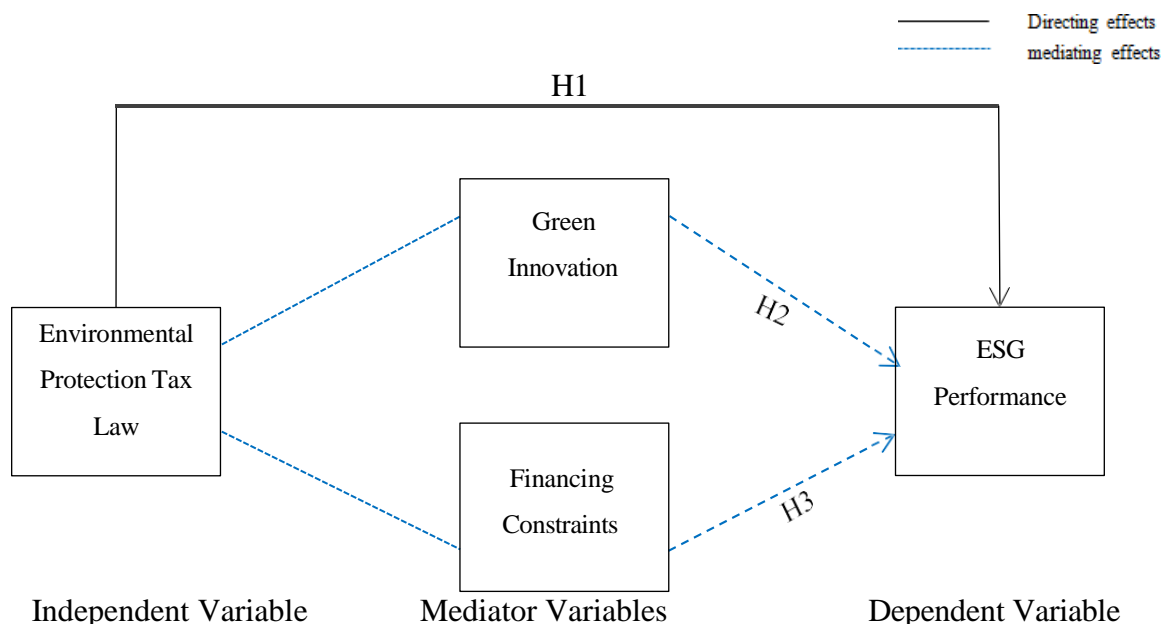 Directing effects
mediating effects
H1
Green
Innovation
Environmental
Protection Tax
Law
H2
ESG
Performance
Financing
Constraints
H3
Independent Variable
Mediator Variables
Dependent Variable